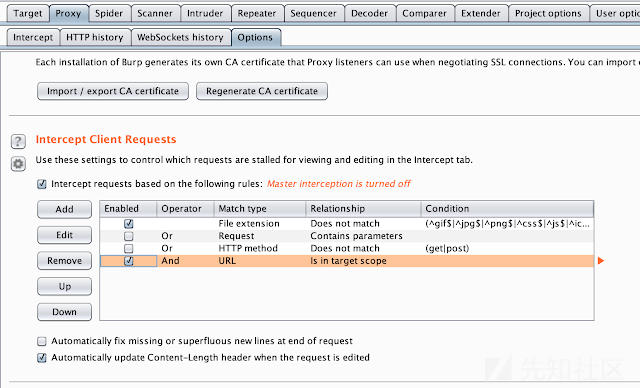 Target Proxy Spider Scanner Intruder Repeater Sequencer Decoder Comparer Extender Project options User optio
Intercept HTTP history WebSockets history Options
Each installation of Burp generates its own CA certificate that Proxy listeners can use when negotiating SSL connections. You can import
Import / export CA certificate Regenerate CA certificate
? Intercept Client Requests
Use these settings to control which requests are stalled for viewing and editing in the Intercept tab.
Intercept requests based on the following rules: Master interception is turned off
Add Enabled Operator Match type Relationship Condition
File extension Does not match (^gif$|^jpg$|^png$|^css$|^js$|^ic...
Edit Or Request Contains parameters
Or HTTP method Does not match (get|post)
Remove And URL Is in target scope
Up
Down
Automatically fix missing or superfluous new lines at end of request
Automatically update Content-Length header when the request is edited
先知社区